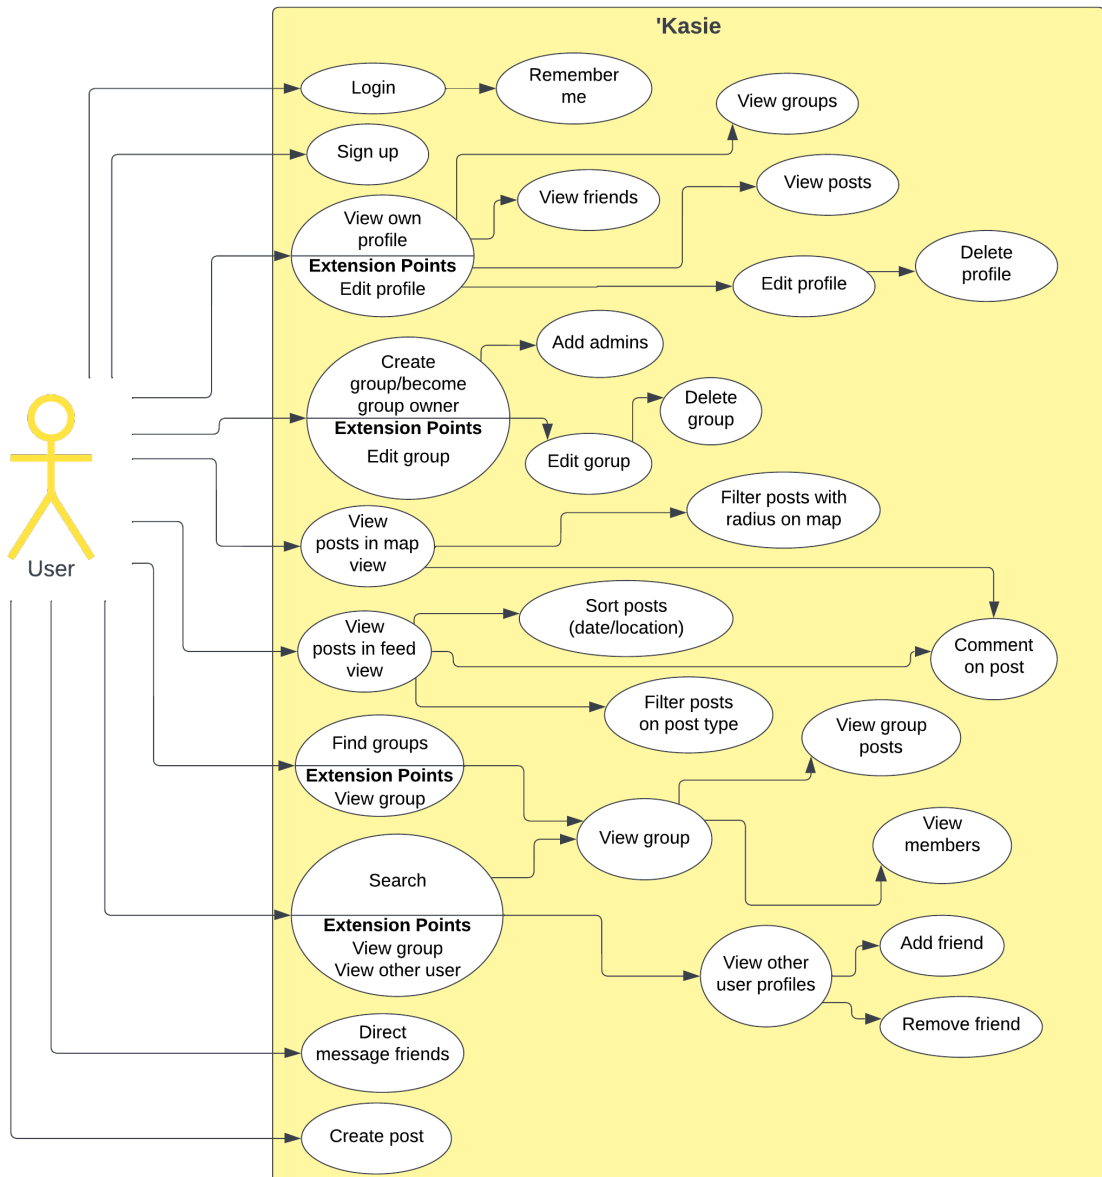 'Kasie
Login
Remember
me
View groups
Sign up
View friends
View posts
View own
profile
Extension Points
Edit profile
Edit profile
Delete
profile
Create
group/become
group owner
Extension Points
Edit group
Add admins
Delete
group
Edit gorup
Filter posts with
radius on map
View
posts in map
view
User
Sort posts
(date/location)
View
posts in feed
view
Comment
on post
Filter posts
on post type
View group
posts
Find groups
Extension Points
View group
View group
View
members
Search
Extension Points
View group
View other user
View other
user profiles
Add friend
Remove friend
Direct
message friends
Create post